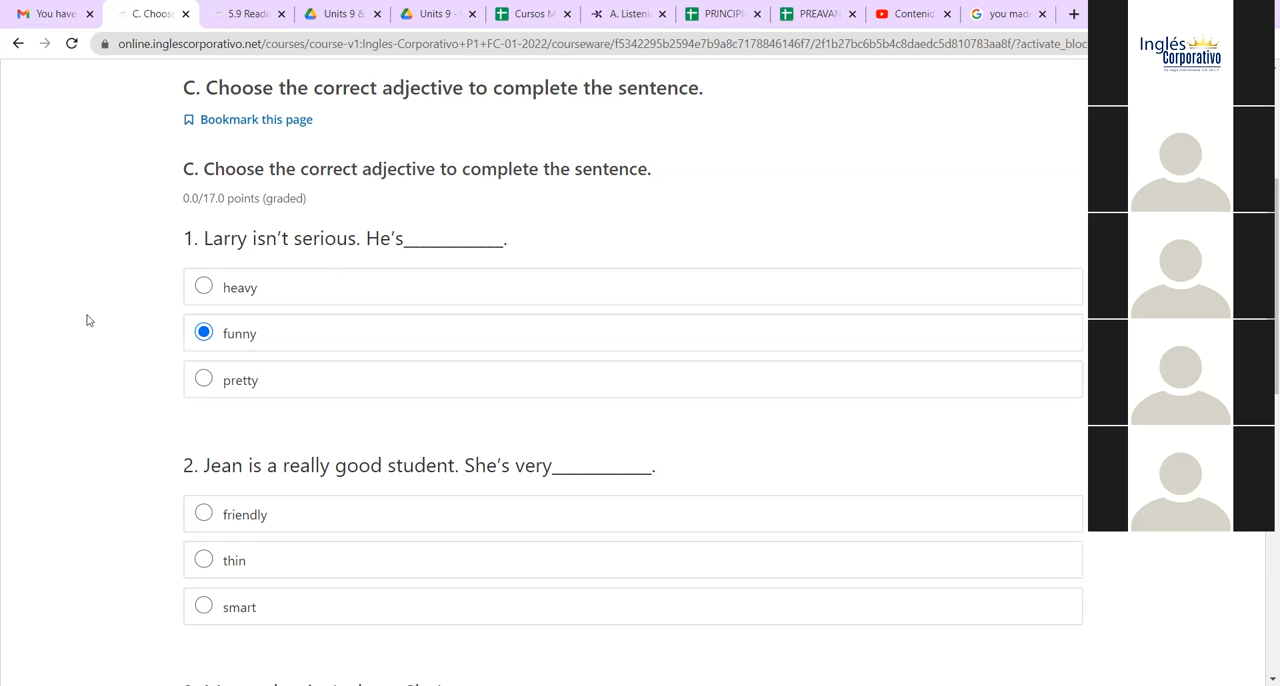 You have
C. Choose
5.9 Readi
Units 9 &
Units 9 -
Cursos M
A. Listeni
PRINCIPI
PREAVAN
Contenid
you mad
online.inglescorporativo.net/courses/course-v1:Ingles-Corporativo+P1+FC-01-2022/courseware/f5342295b2594e7b9a8c7178846146f7/2f1b27bc6b5b4c8daedc5d810783aa8f/?activate_bloc
Inglés
Corporativo
C. Choose the correct adjective to complete the sentence.
Bookmark this page
C. Choose the correct adjective to complete the sentence.
0.0/17.0 points (graded)
1. Larry isn’t serious. He’s___________.
heavy
funny
pretty
2. Jean is a really good student. She’s very___________.
friendly
thin
smart